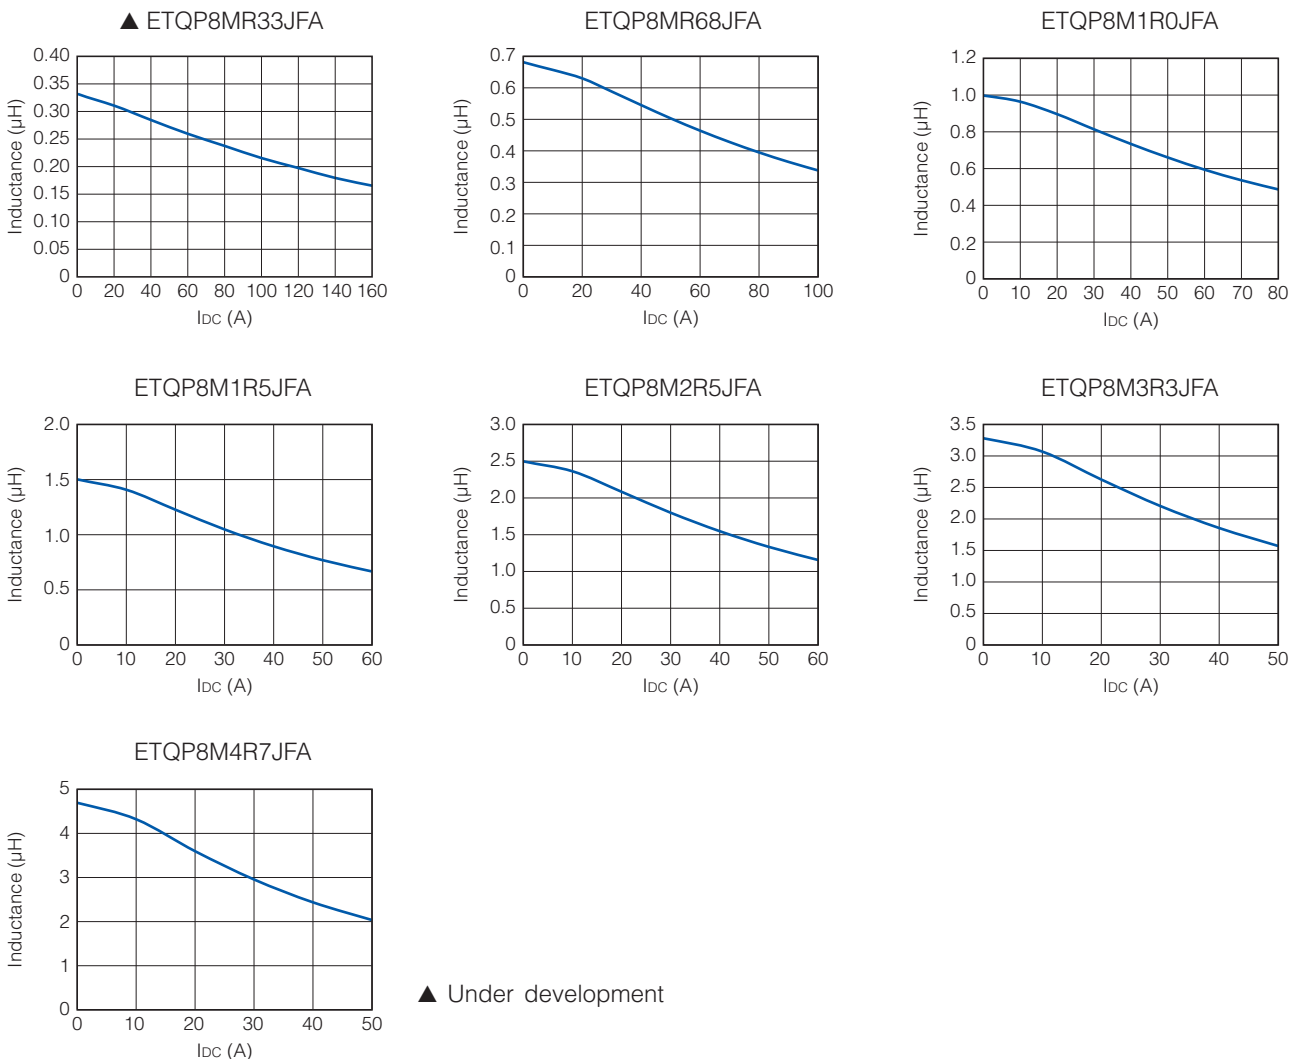 ▲ ETQP8MR33JFA
0.40
0.35
0.30
0.25
0.20
0.15
0.10
0.05
0
Inductance (µH)
0 20 40 60 80 100 120 140 160
IDC (A)
ETQP8MR68JFA
0.7
0.6
0.5
0.4
0.3
0.2
0.1
0
Inductance (µH)
0 20 40 60 80 100
IDC (A)
ETQP8M1R0JFA
1.2
1.0
0.8
0.6
0.4
0.2
0
Inductance (µH)
0 10 20 30 40 50 60 70 80
IDC (A)
ETQP8M1R5JFA
2.0
1.5
1.0
0.5
0
Inductance (µH)
0 10 20 30 40 50 60
IDC (A)
ETQP8M2R5JFA
3.0
2.5
2.0
1.5
1.0
0.5
0
Inductance (µH)
0 10 20 30 40 50 60
IDC (A)
ETQP8M3R3JFA
3.5
3.0
2.5
2.0
1.5
1.0
0.5
0
Inductance (µH)
0 10 20 30 40 50
IDC (A)
ETQP8M4R7JFA
5
4
3
2
1
0
Inductance (µH)
0 10 20 30 40 50
IDC (A)
▲ Under development